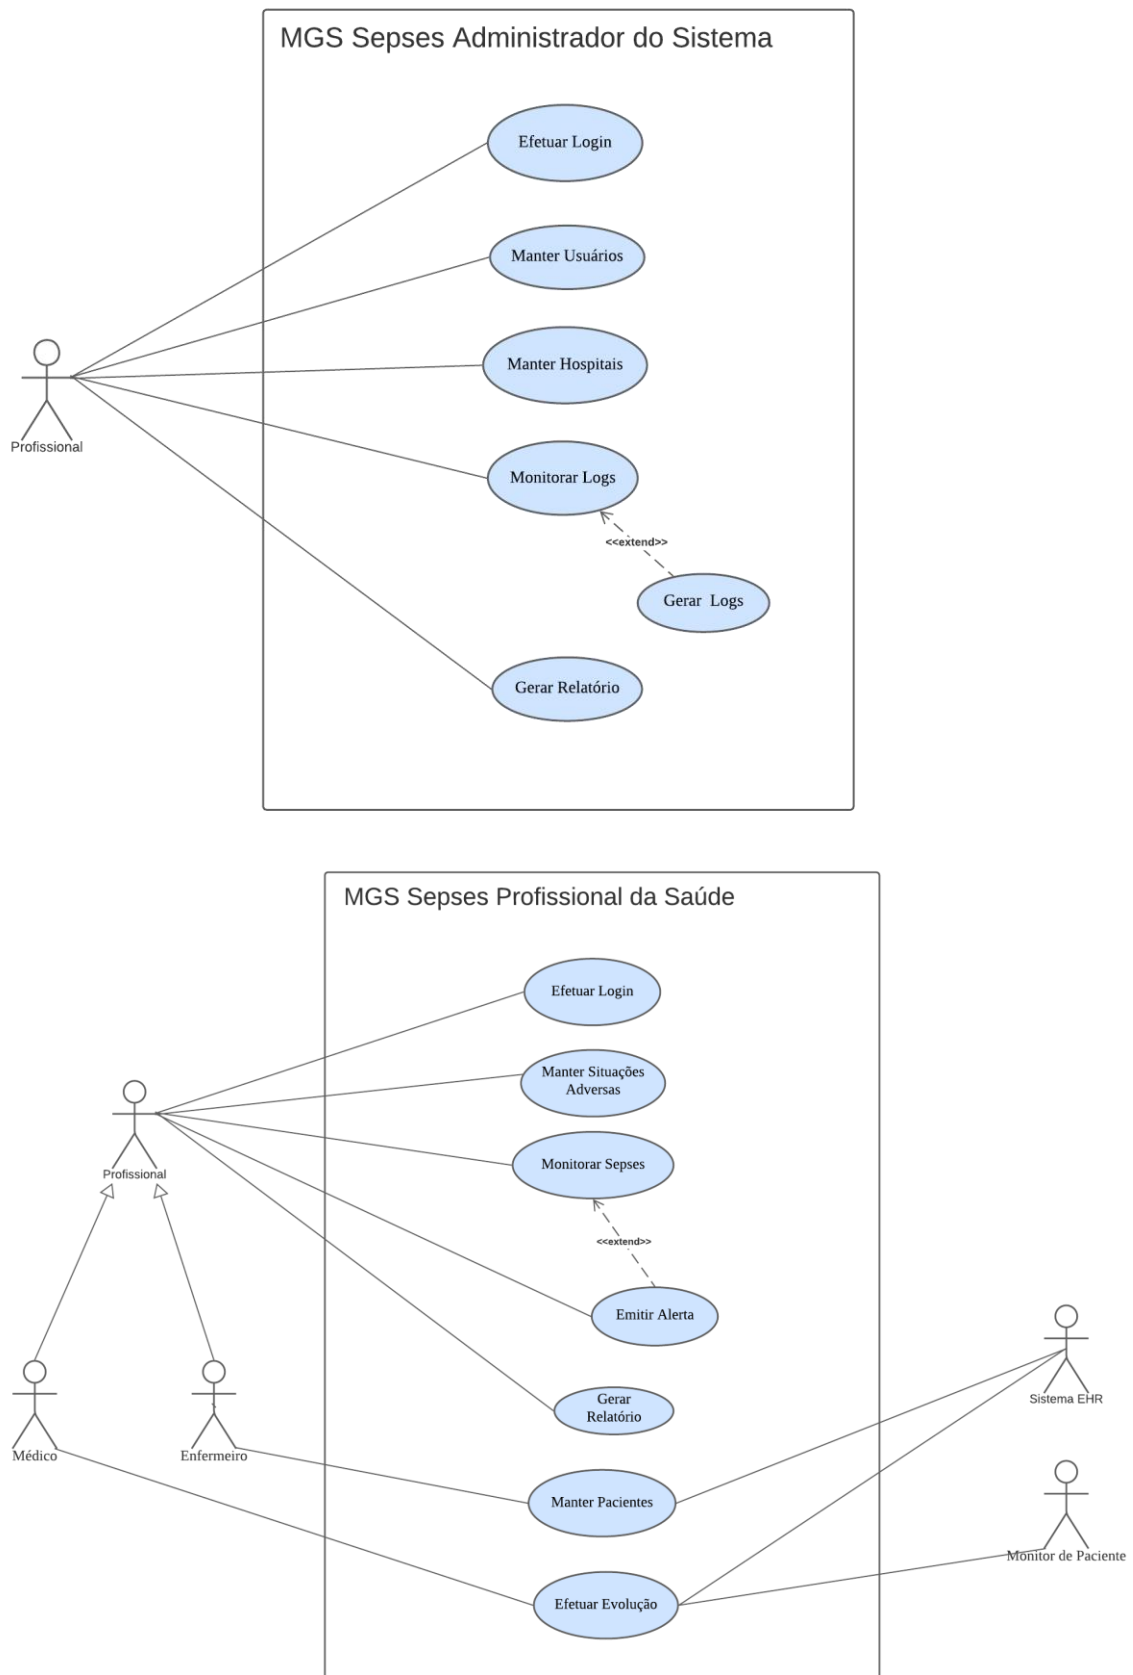 MGS Sepses Administrador do Sistema
Efetuar Login
Manter Usuários
Manter Hospitais
Profissional
Monitorar Logs
<<extend>>
Gerar Logs
Gerar Relatório
MGS Sepses Profissional da Saúde
Efetuar Login
Manter Situações
Adversas
Monitorar Sepses
Profissional
<<extend>>
Emitir Alerta
Gerar
Relatório
Sistema EHR
Médico
Enfermeiro
Manter Pacientes
Monitor de Paciente
Efetuar Evolução